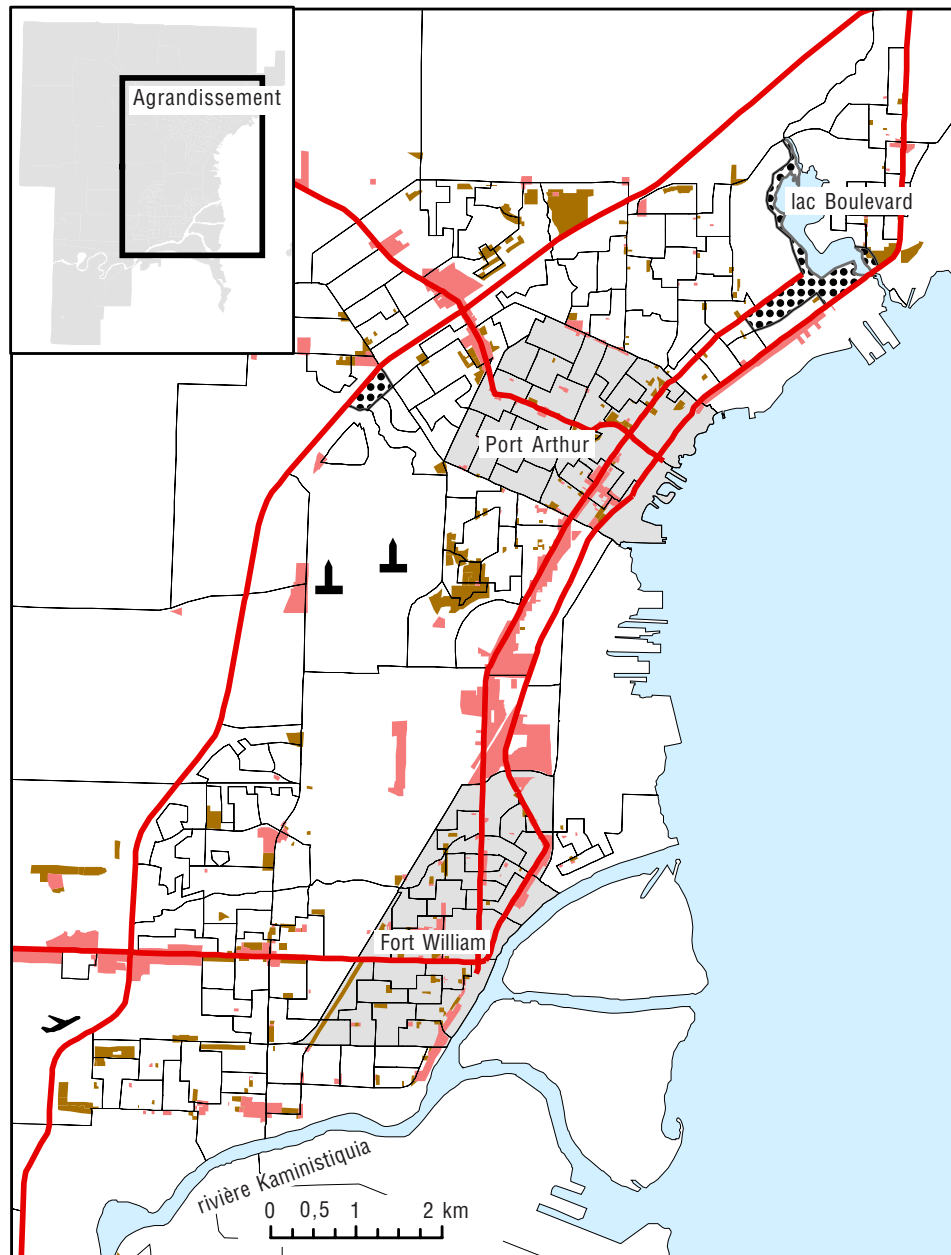 Agrandissement
lac Boulevard
Port Arthur
Fort William
rivière Kaministiquia
0 0,5 1 2 km